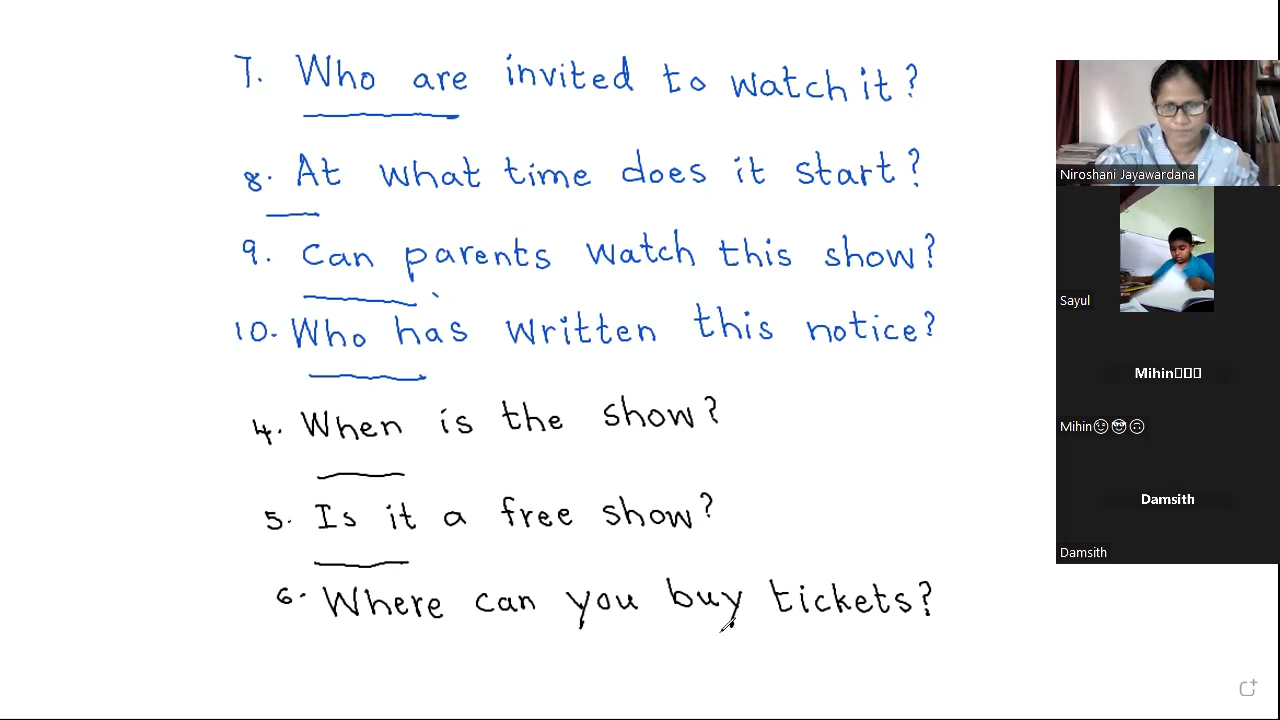 7. Who are invited to watch it?
8. At what time does it start?
9. Can parents watch this show?
10. Who has written this notice?
4. When is the show?
5. Is it a free show?
6. Where can you buy tickets?
Niroshani Jayawardana
Sayul
Mihin
Mihin
Damsith
Damsith